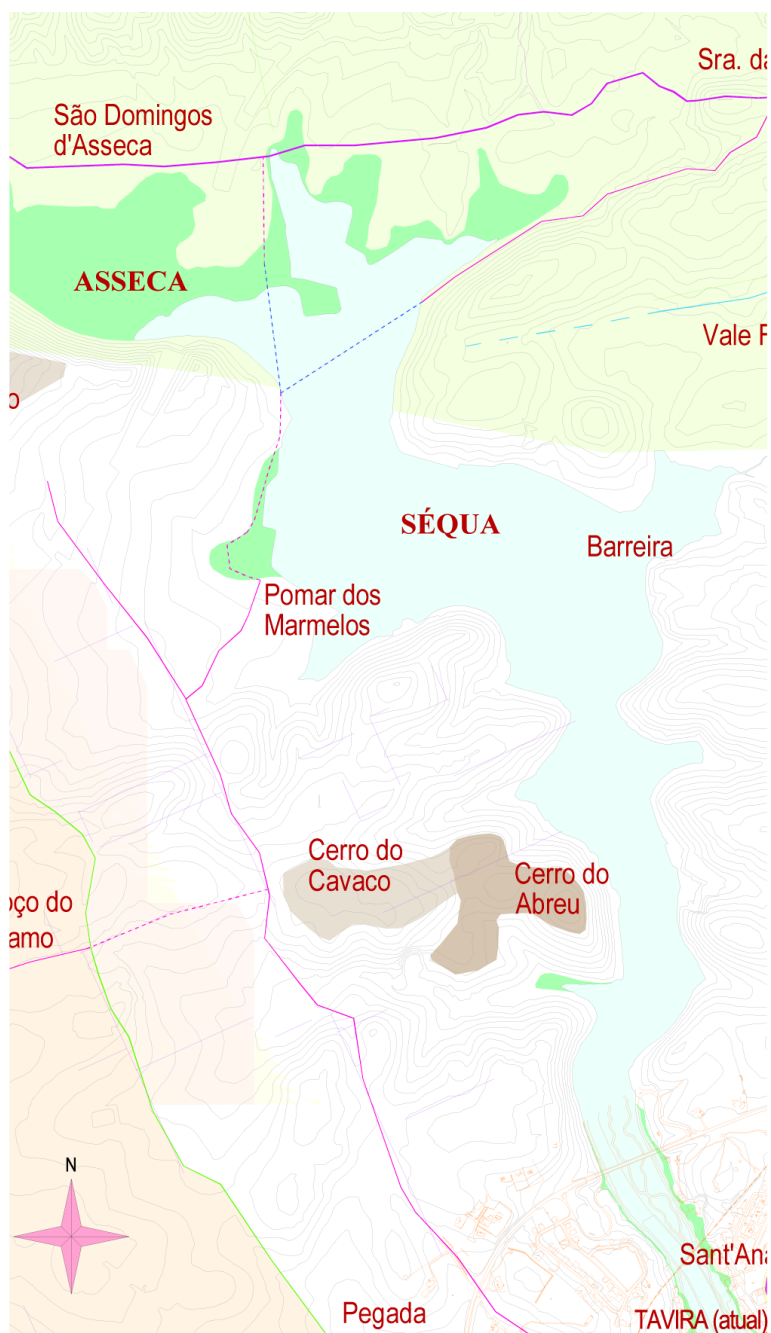 Sra. da
São Domingos
d'Asseca
ASSECA
Vale F
o
SÉQUA
Barreira
Pomar dos
Marmelos
Cerro do
Cavaco
Cerro do
Abreu
oço do
amo
N
Sant'Ana
Pegada
TAVIRA (atual)